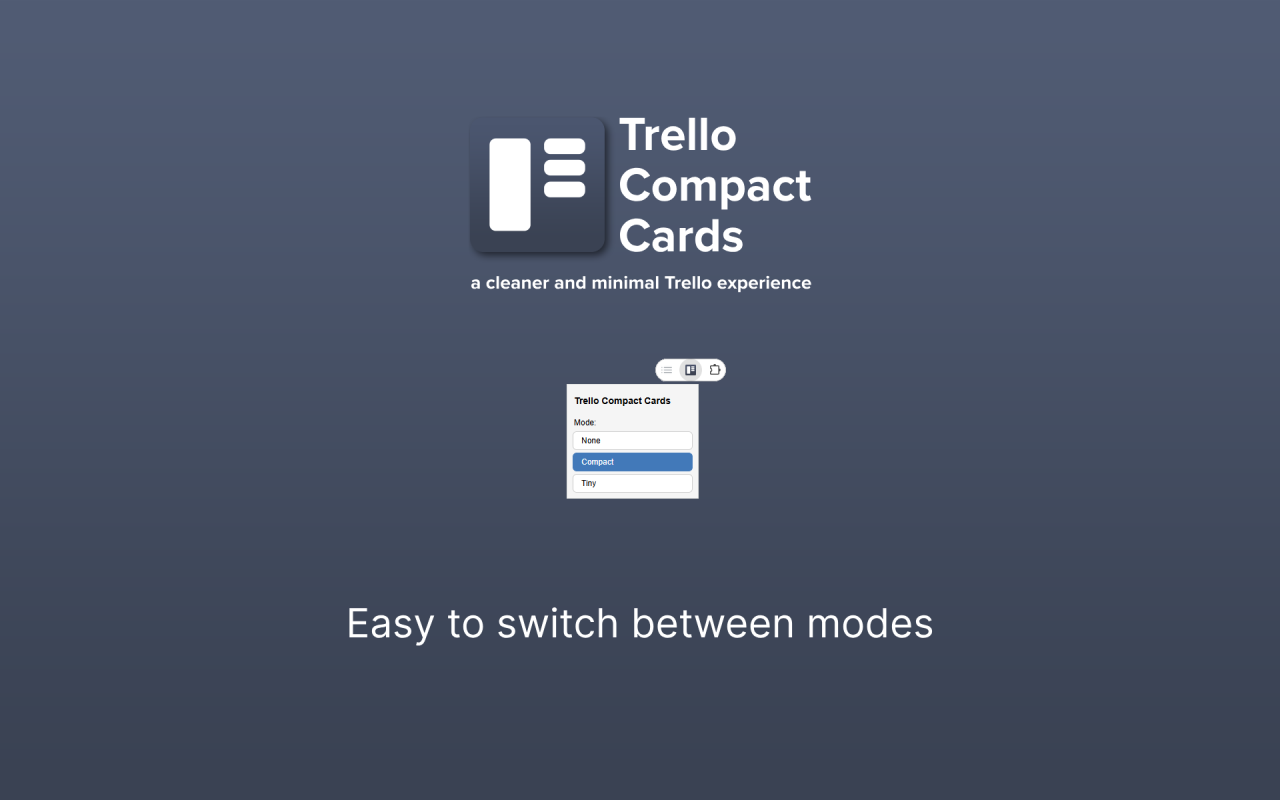 Trello
Compact
Cards
a cleaner and minimal Trello experience
Trello Compact Cards
Mode:
None
Compact
Tiny
Easy to switch between modes